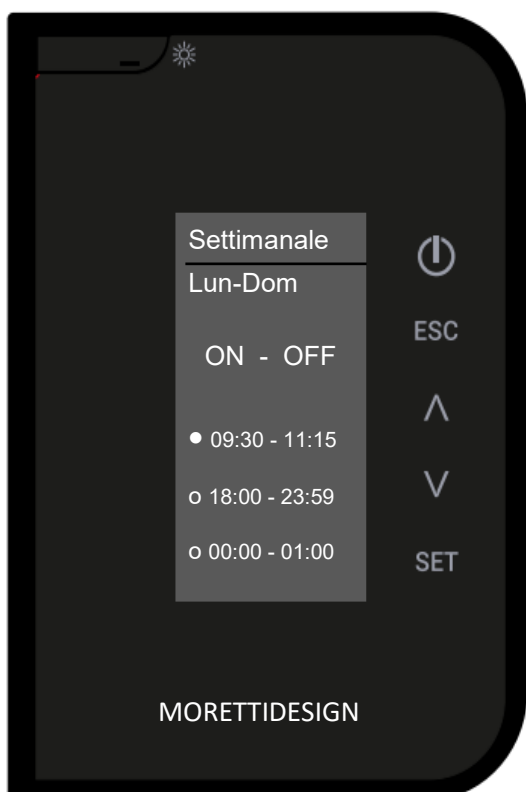 Settimanale
Lun-Dom
ON - OFF
● 09:30 - 11:15
o 18:00 - 23:59
o 00:00 - 01:00
ESC
SET
MORETTIDESIGN